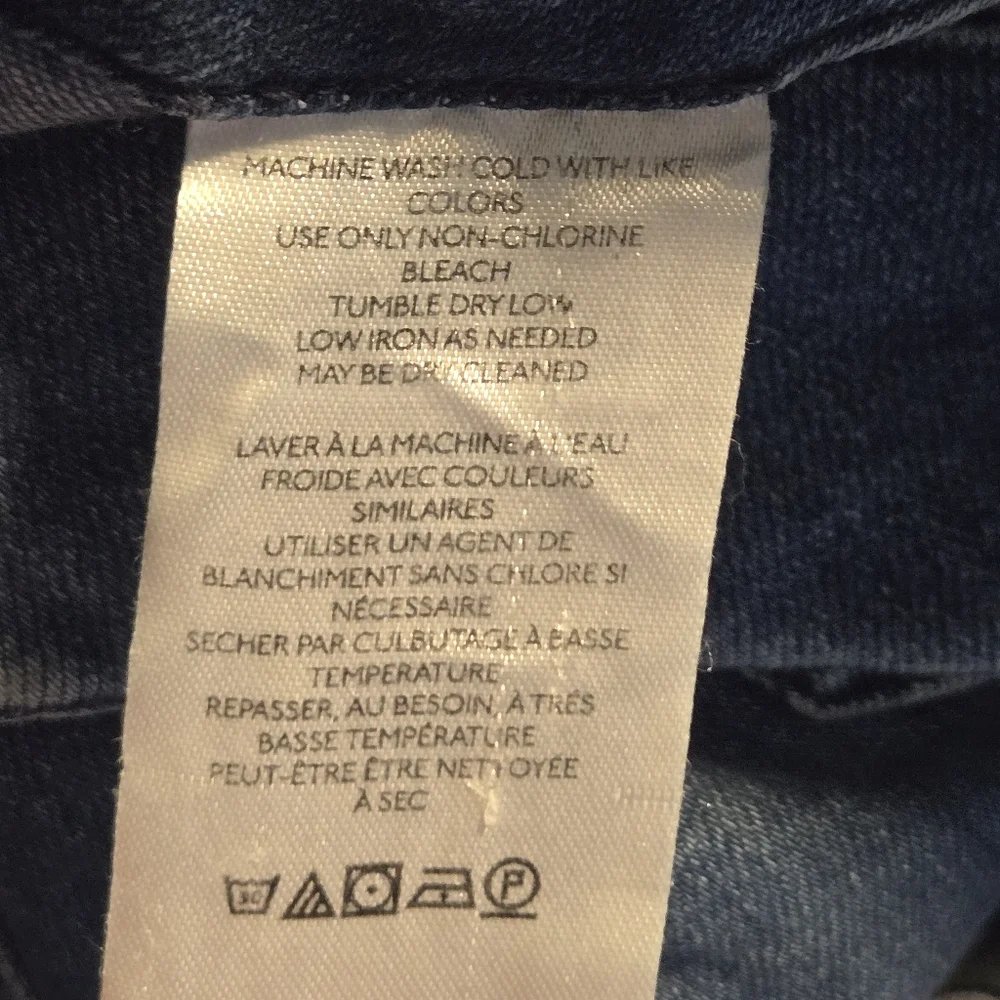 MACHINE WASH COLD WITH LIKE
COLORS
USE ONLY NON-CHLORINE
BLEACH
TUMBLE DRY LOW
LOW IRON AS NEEDED
MAY BE DRY CLEANED
LAVER À LA MACHINE À L'EAU
FROIDE AVEC COULEURS
SIMILAIRES
UTILISER UN AGENT DE
BLANCHIMENT SANS CHLORE SI
NÉCESSAIRE
SECHER PAR CULBUTAGE À BASSE
TEMPERATURE
REPASSER, AU BESOIN, À TRÈS
BASSE TEMPÉRATURE
PEUT-ÊTRE ÊTRE NETTOYÉE
À SEC
30 P